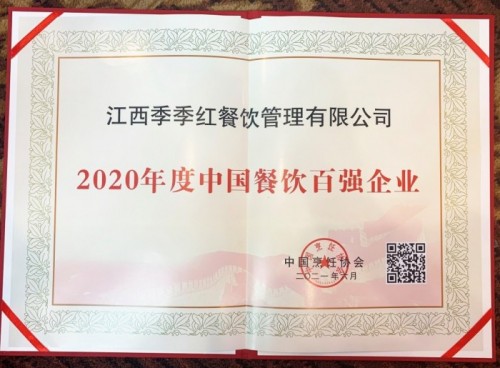 江西季季红餐饮管理有限公司
2020年度中国餐饮百强企业
中国烹饪协会
二〇二一年六月